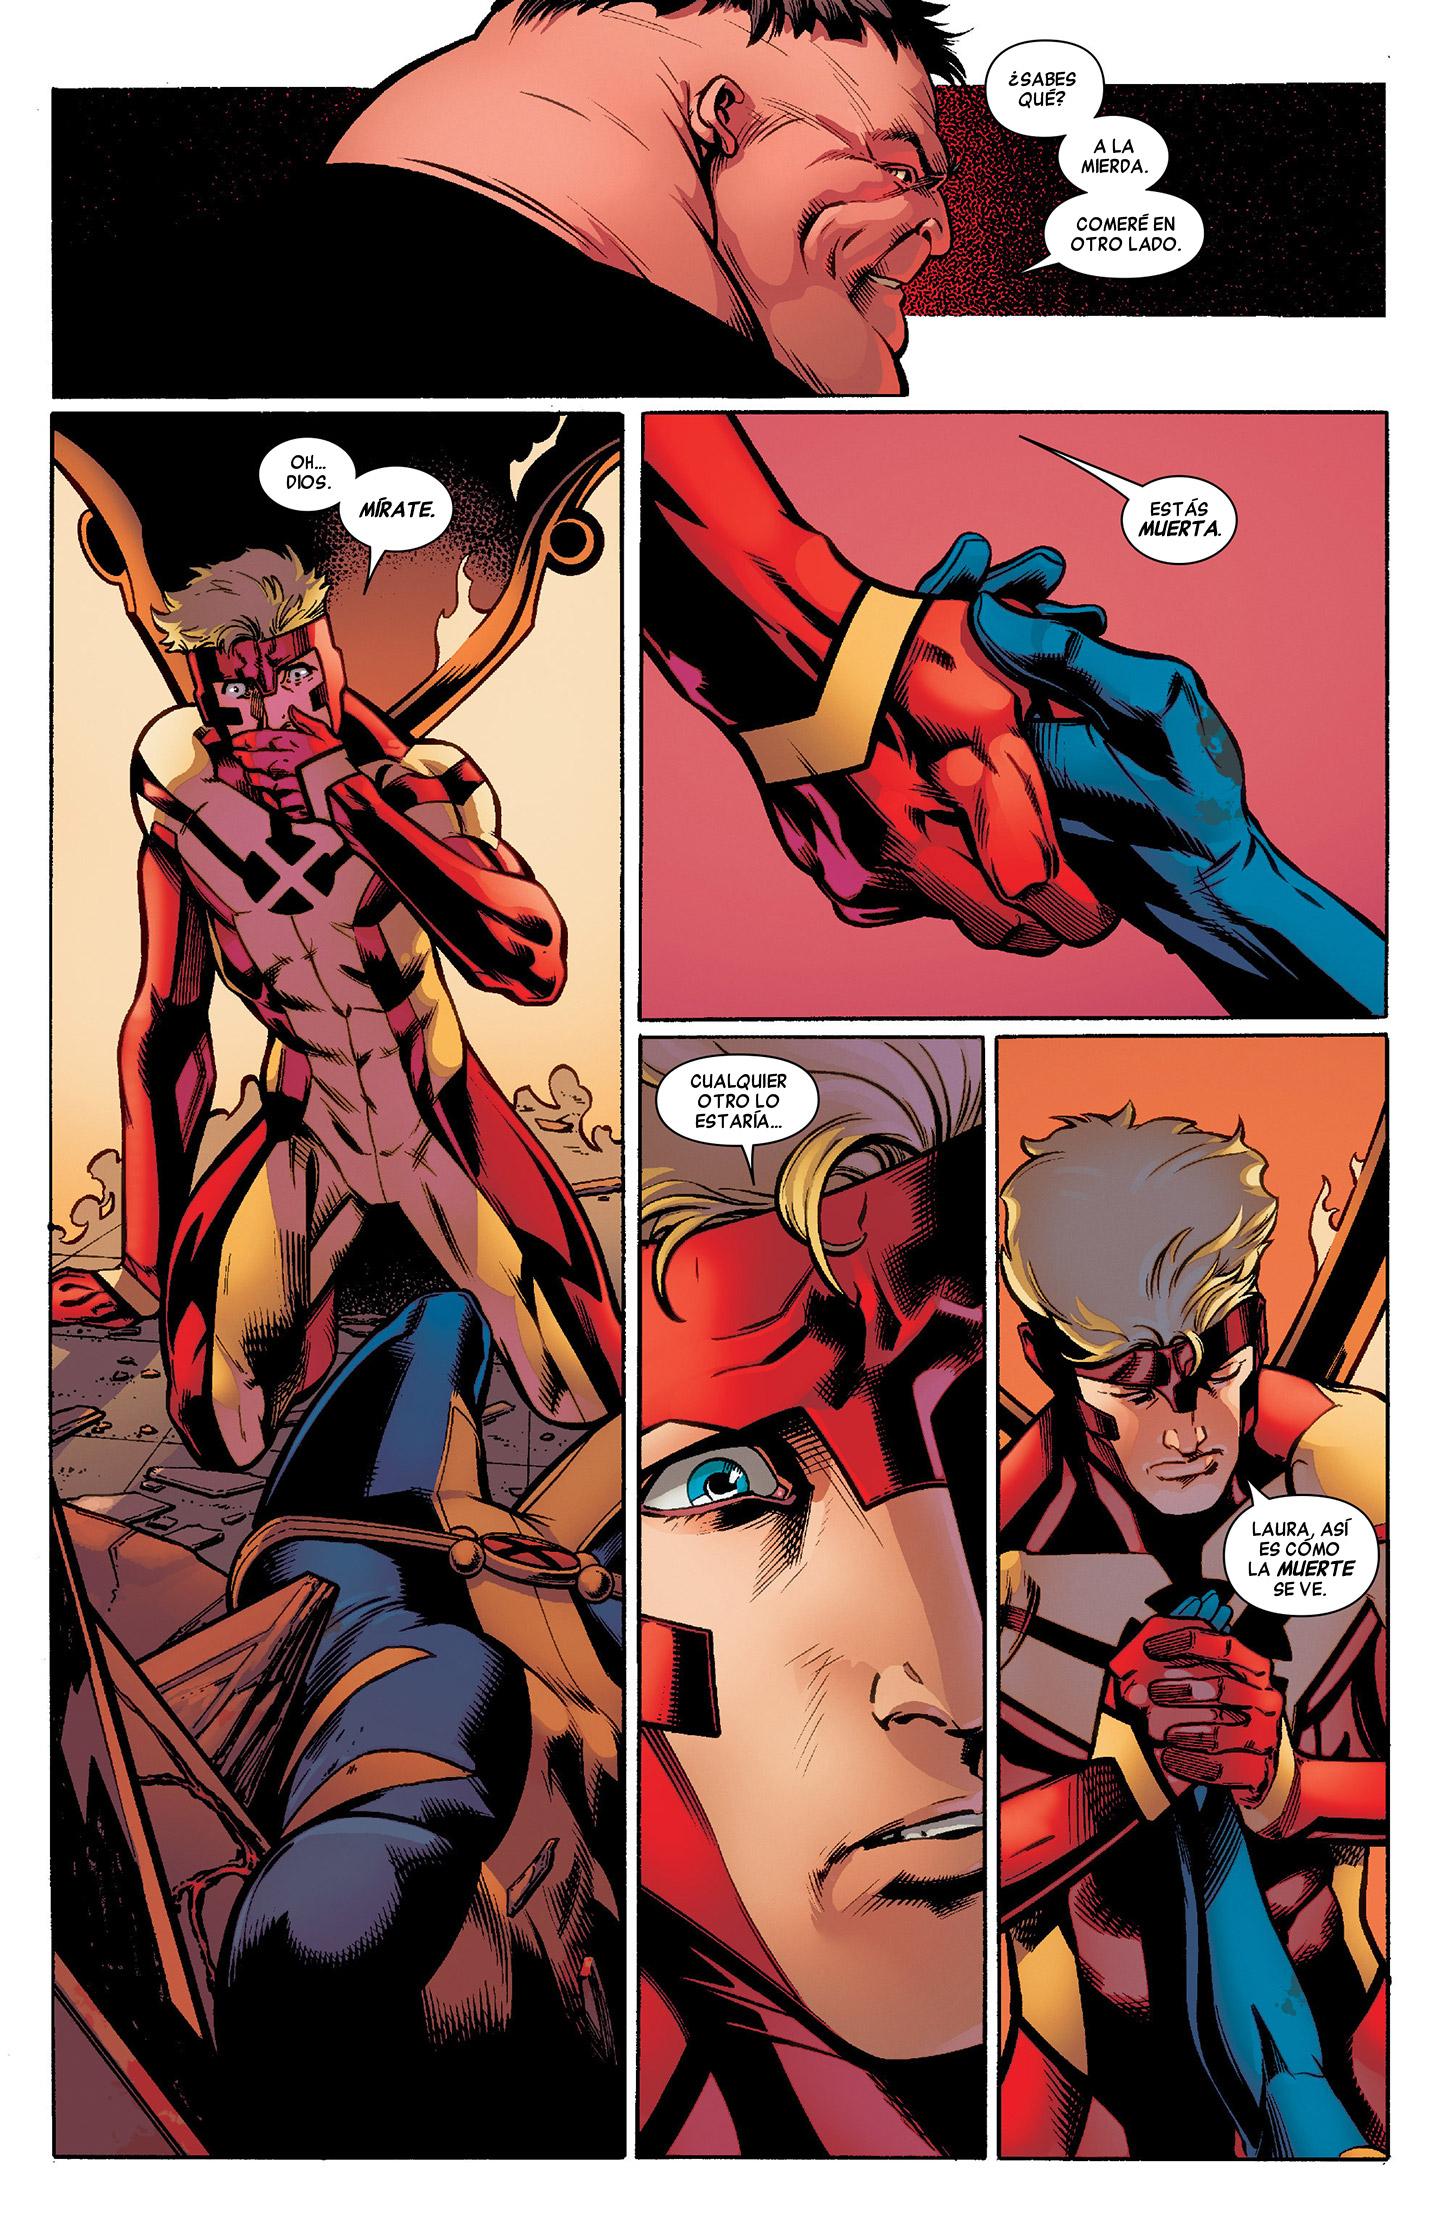 ¿SABES
QUÉ?
A LA
MIERDA.
COMERÉ EN
OTRO LADO.
OH...
DIOS.
MÍRATE.
ESTÁS
MUERTA.
CUALQUIER
OTRO LO
ESTARÍA...
LAURA, ASÍ
ES CÓMO
LA MUERTE
SE VE.